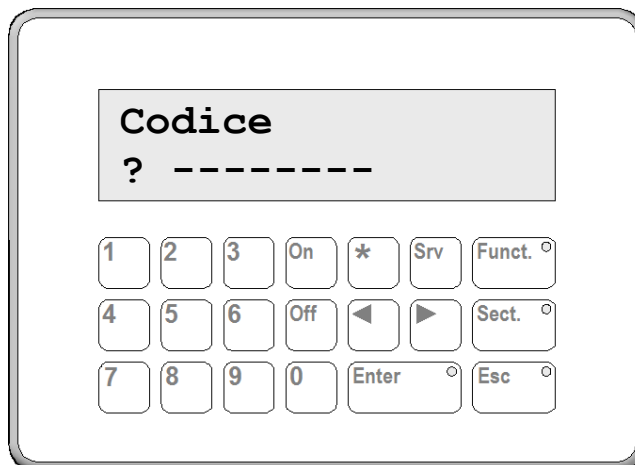 Codice
? --------
1 2 3 On * Srv Funct.
4 5 6 Off ◀ ▶ Sect.
7 8 9 0 Enter Esc